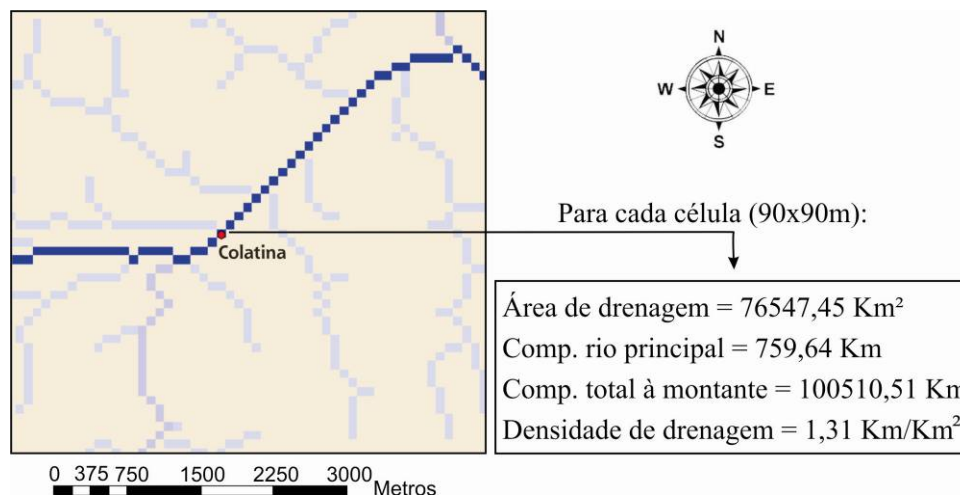 N
W E
S
Para cada célula (90x90m):
Colatina
Área de drenagem = 76547,45 Km²
Comp. rio principal = 759,64 Km
Comp. total à montante = 100510,51 Km
Densidade de drenagem = 1,31 Km/Km²
0 375 750 1500 2250 3000
Metros